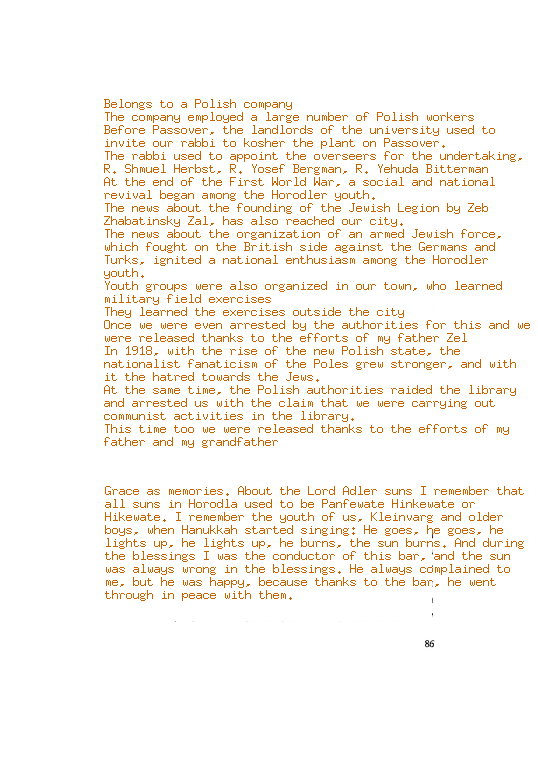 Belongs to a Polish company
The company employed a large number of Polish workers
Before Passover, the landlords of the university used to
invite our rabbi to kosher the plant on Passover.
The rabbi used to appoint the overseers for the undertaking,
R. Shmuel Herbst, R. Yosef Bergman, R. Yehuda Bitterman
At the end of the First World War, a social and national
revival began among the Horodler youth.
The news about the founding of the Jewish Legion by Zeb
Zhabatinsky Zal, has also reached our city.
The news about the organization of an armed Jewish force,
which fought on the British side against the Germans and
Turks, ignited a national enthusiasm among the Horodler
youth.
Youth groups were also organized in our town, who learned
military field exercises
They learned the exercises outside the city
Once we were even arrested by the authorities for this and we
were released thanks to the efforts of my father Zel
In 1918, with the rise of the new Polish state, the
nationalist fanaticism of the Poles grew stronger, and with
it the hatred towards the Jews.
At the same time, the Polish authorities raided the library
and arrested us with the claim that we were carrying out
communist activities in the library.
This time too we were released thanks to the efforts of my
father and my grandfather
Grace as memories. About the Lord Adler suns I remember that
all suns in Horodla used to be Panfewate Hinkewate or
Hikewate. I remember the youth of us, Kleinvarg and older
boys, when Hanukkah started singing: He goes, he goes, he
lights up, he lights up, he burns, the sun burns. And during
the blessings I was the conductor of this bar, and the sun
was always wrong in the blessings. He always complained to
me, but he was happy, because thanks to the bar, he went
through in peace with them.
86